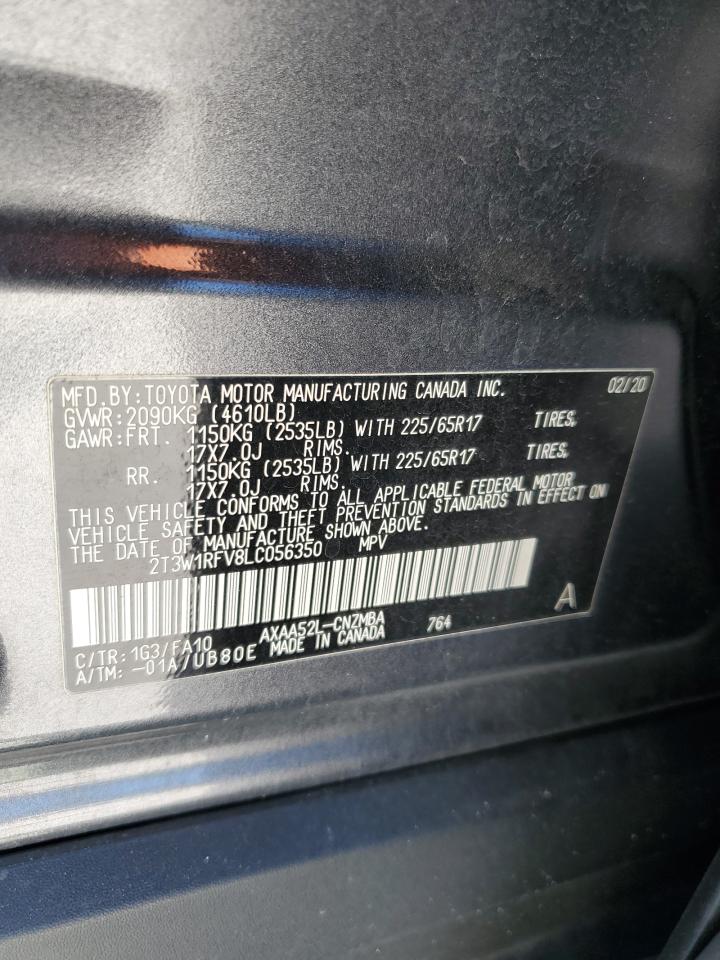 MFD.BY:TOYOTA MOTOR MANUFACTURING CANADA INC. 02/20
GVWR:2090KG (4610LB)
GAWR:FRT. 1150KG (2535LB) WITH 225/65R17 TIRES,
17X7.0J RIMS.
RR. 1150KG (2535LB) WITH 225/65R17 TIRES,
17X7.0J RIMS.
THIS VEHICLE CONFORMS TO ALL APPLICABLE FEDERAL MOTOR
VEHICLE SAFETY AND THEFT PREVENTION STANDARDS IN EFFECT ON
THE DATE OF MANUFACTURE SHOWN ABOVE.
2T3W1RFV8LC056350 MPV
A
C/TR:1G3/FA10 AXAA52L-CNZMBA 764
A/TM:-01A/UB80E MADE IN CANADA